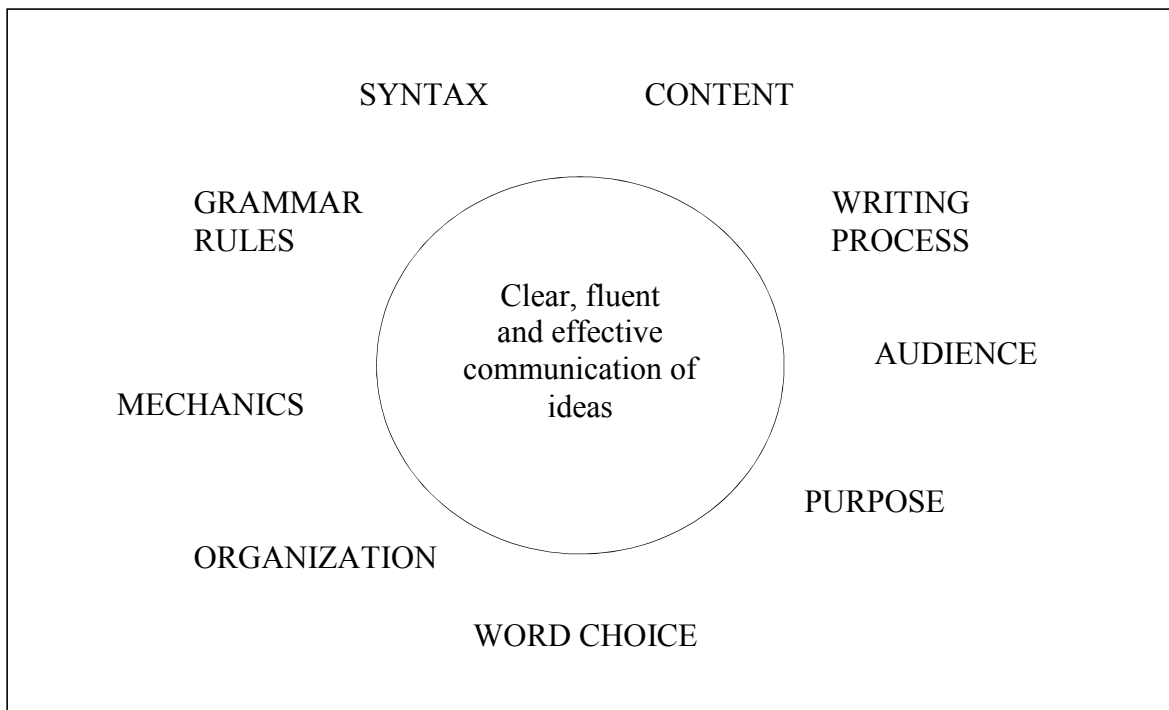 SYNTAX CONTENT
GRAMMAR
RULES
WRITING
PROCESS
Clear, fluent
and effective
communication of
ideas
AUDIENCE
MECHANICS
PURPOSE
ORGANIZATION
WORD CHOICE